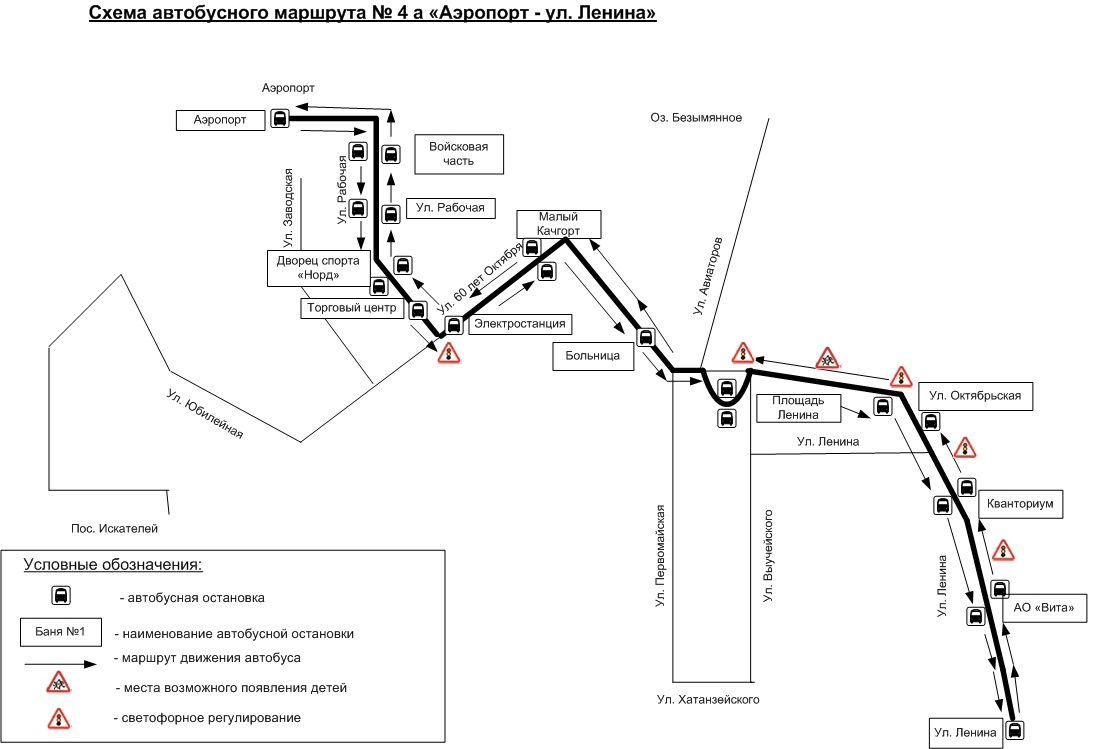 Схема автобусного маршрута № 4 а «Аэропорт - ул. Ленина»
Аэропорт
Аэропорт
Войсковая
часть
Ул. Заводская
Ул. Рабочая
Ул. Рабочая
Дворец спорта
«Норд»
Торговый центр
Ул. 60 лет Октября
Малый
Качгорт
Электростанция
Больница
Оз. Безымянное
Ул. Авиаторов
Площадь
Ленина
Ул. Октябрьская
Ул. Ленина
Кванториум
Ул. Юбилейная
Пос. Искателей
Ул. Первомайская
Ул. Выучейского
Ул. Ленина
АО «Вита»
Ул. Хатанзейского
Ул. Ленина
Условные обозначения:
- автобусная остановка
Баня №1
- наименование автобусной остановки
- маршрут движения автобуса
- места возможного появления детей
- светофорное регулирование